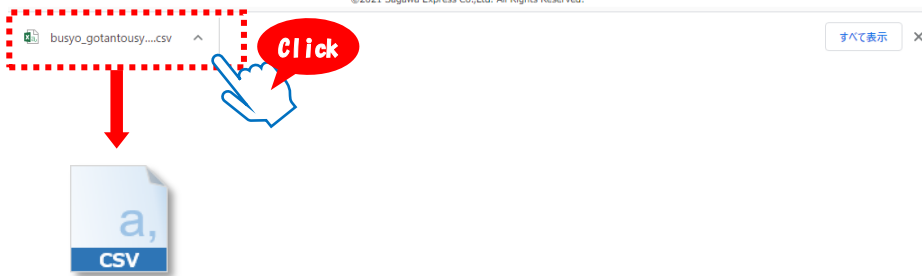 ©2021 Sagawa Express Co.,Ltd. All Rights Reserved.
busyo_gotantousy....csv
Click
すべて表示
a,
CSV